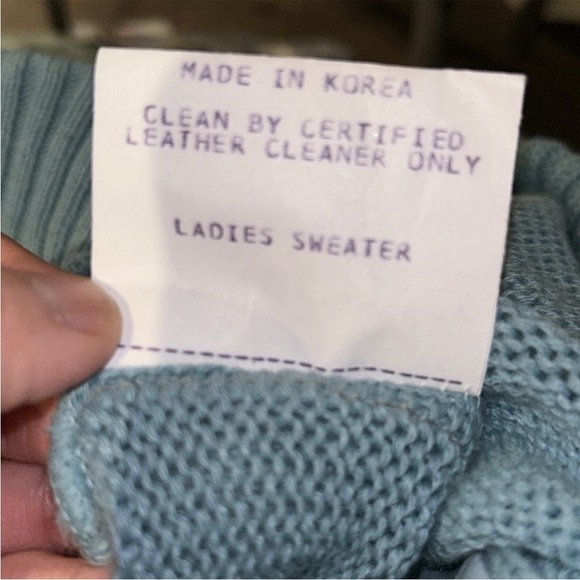 MADE IN KOREA
CLEAN BY CERTIFIED
LEATHER CLEANER ONLY
LADIES SWEATER